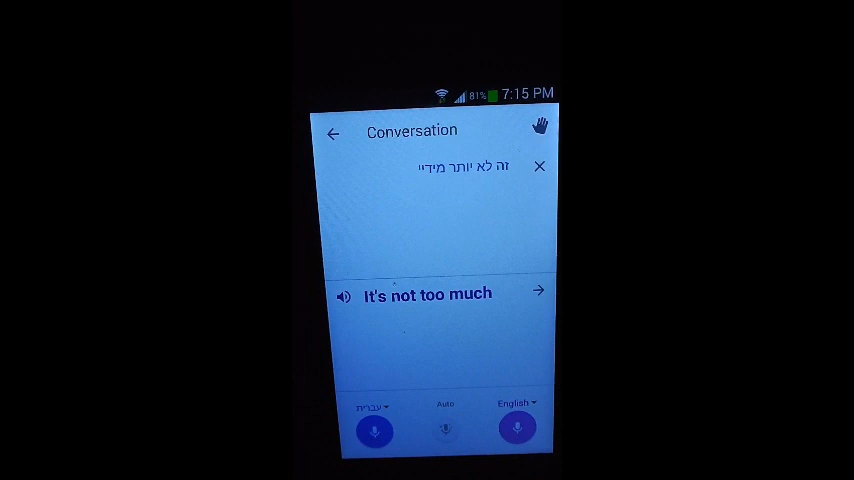 81% 7:15 PM
Conversation
זה לא יותר מידיי
It's not too much
עברית
Auto
English